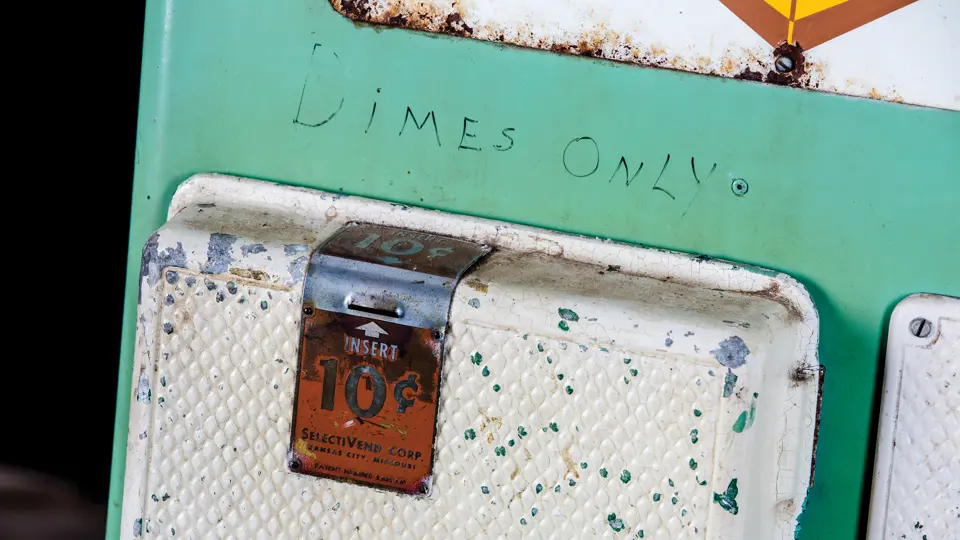 DiMES ONLY.
10¢
INSERT
10¢
SELECTIVEND CORP.
KANSAS CITY, MISSOURI